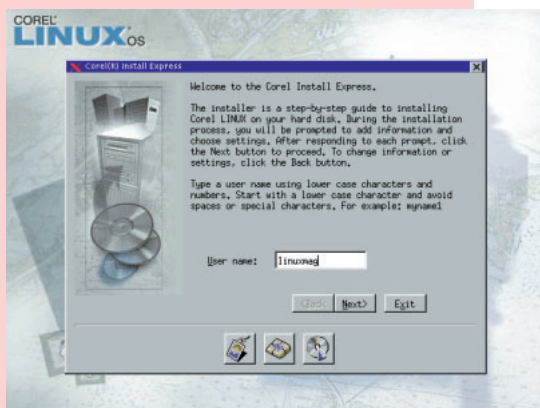 COREL®
LINUX® OS
Corel(R) Install Express
Welcome to the Corel Install Express.
The installer is a step-by-step guide to installing
Corel LINUX on your hard disk. During the installation
process, you will be prompted to add information and
choose settings. After responding to each prompt, click
the Next button to proceed. To change information or
settings, click the Back button.
Type a user name using lower case characters and
numbers. Start with a lower case character and avoid
spaces or special characters. For example: myname1
User name: linuxmag
<Back Next> Exit